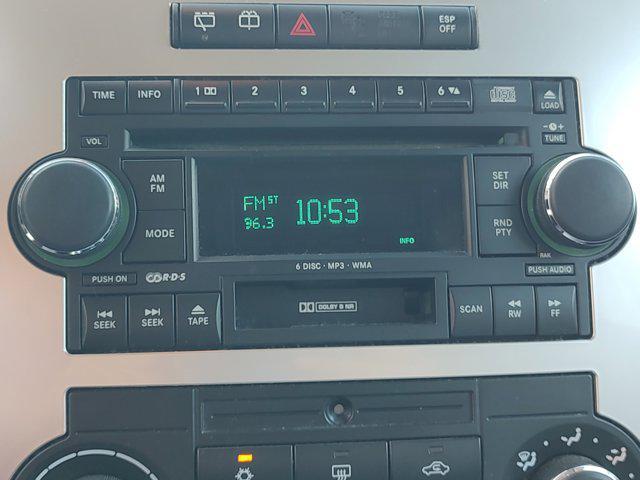 ESP OFF
TIME INFO 1 2 3 4 5 6 disc LOAD
VOL TUNE
AM FM SET DIR
FM ST 10:53
96.3
MODE INFO RND PTY
RAK
6 DISC · MP3 · WMA
PUSH ON R·D·S PUSH AUDIO
SEEK SEEK TAPE DOLBY B NR SCAN RW FF